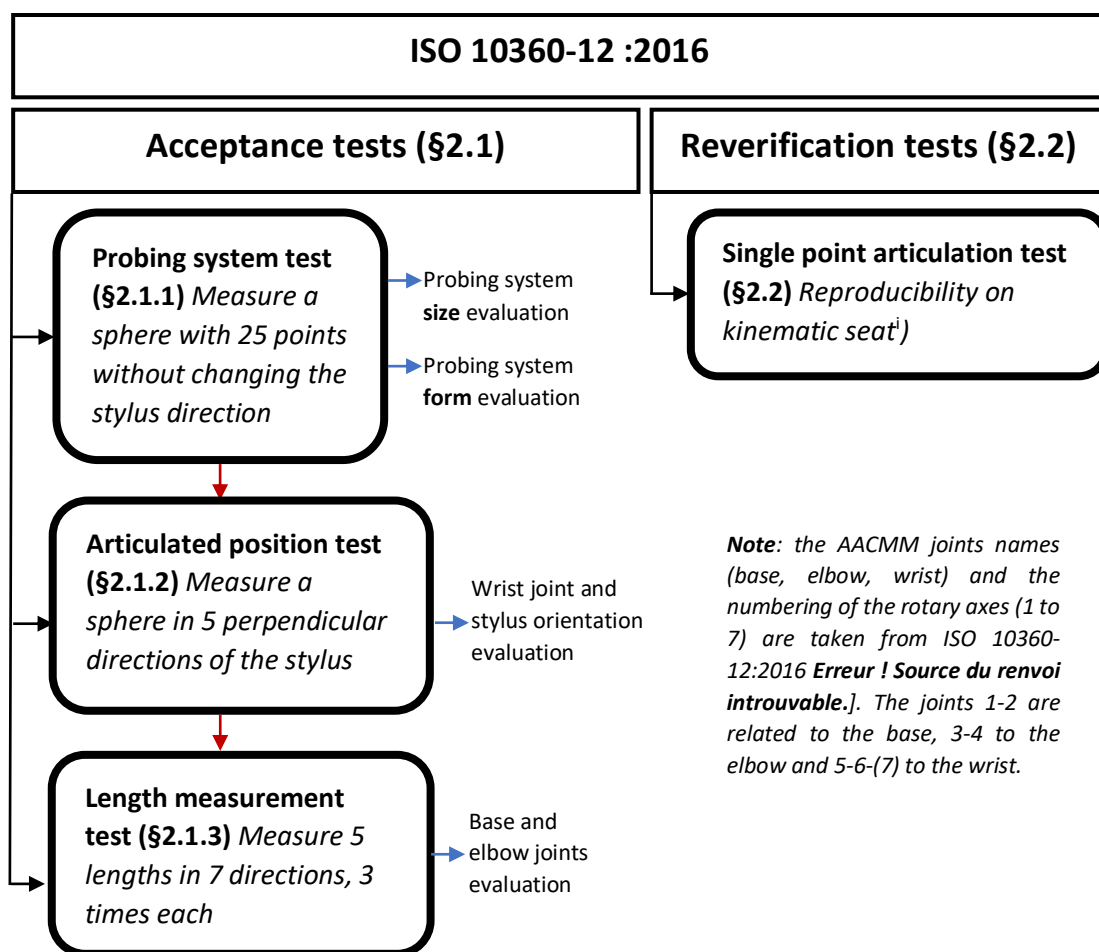 ISO 10360-12 :2016
Acceptance tests (§2.1)
Reverification tests (§2.2)
Probing system test
(§2.1.1) Measure a
sphere with 25 points
without changing the
stylus direction
Probing system
size evaluation
Probing system
form evaluation
Single point articulation test
(§2.2) Reproducibility on
kinematic seatⁱ)
Articulated position test
(§2.1.2) Measure a
sphere in 5 perpendicular
directions of the stylus
Wrist joint and
stylus orientation
evaluation
Note: the AACMM joints names
(base, elbow, wrist) and the
numbering of the rotary axes (1 to
7) are taken from ISO 10360-
12:2016 Erreur ! Source du renvoi
introuvable.]. The joints 1-2 are
related to the base, 3-4 to the
elbow and 5-6-(7) to the wrist.
Length measurement
test (§2.1.3) Measure 5
lengths in 7 directions, 3
times each
Base and
elbow joints
evaluation